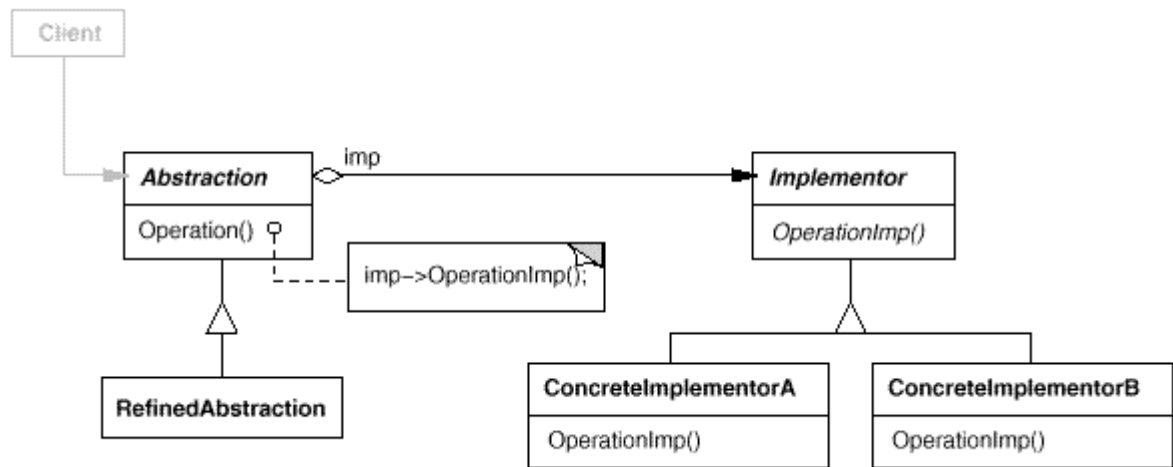 Client
imp
Abstraction
Implementor
Operation()
OperationImp()
imp->OperationImp();
ConcreteImplementorA
ConcreteImplementorB
RefinedAbstraction
OperationImp()
OperationImp()